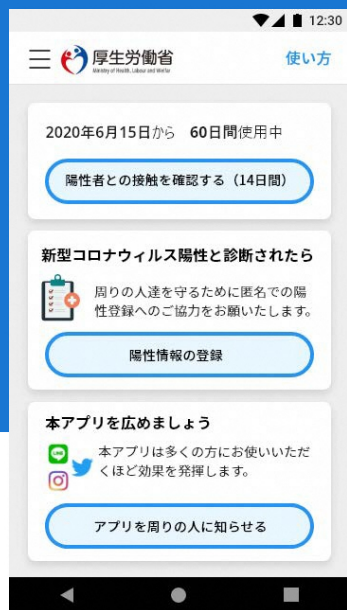 12:30
厚生労働省
Ministry of Health, Labour and Welfare
使い方
2020年6月15日から 60日間使用中
陽性者との接触を確認する（14日間）
新型コロナウィルス陽性と診断されたら
周りの人達を守るために匿名での陽
性登録へのご協力をお願いいたします。
陽性情報の登録
本アプリを広めましょう
LINE
本アプリは多くの方にお使いいただ
くほど効果を発揮します。
アプリを周りの人に知らせる